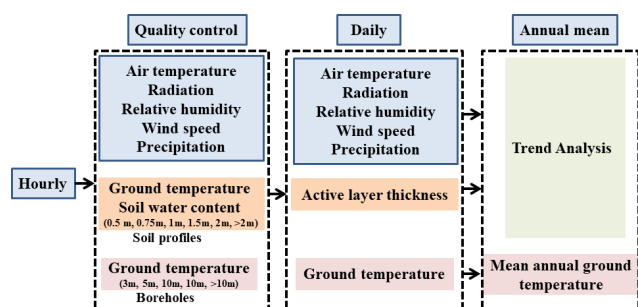 Quality control
Daily
Annual mean
Hourly
Air temperature
Radiation
Relative humidity
Wind speed
Precipitation
Ground temperature
Soil water content
(0.5 m, 0.75m, 1m, 1.5m, 2m, >2m)
Soil profiles
Ground temperature
(3m, 5m, 10m, 10m, >10m)
Boreholes
Air temperature
Radiation
Relative humidity
Wind speed
Precipitation
Active layer thickness
Ground temperature
Trend Analysis
Mean annual ground
temperature